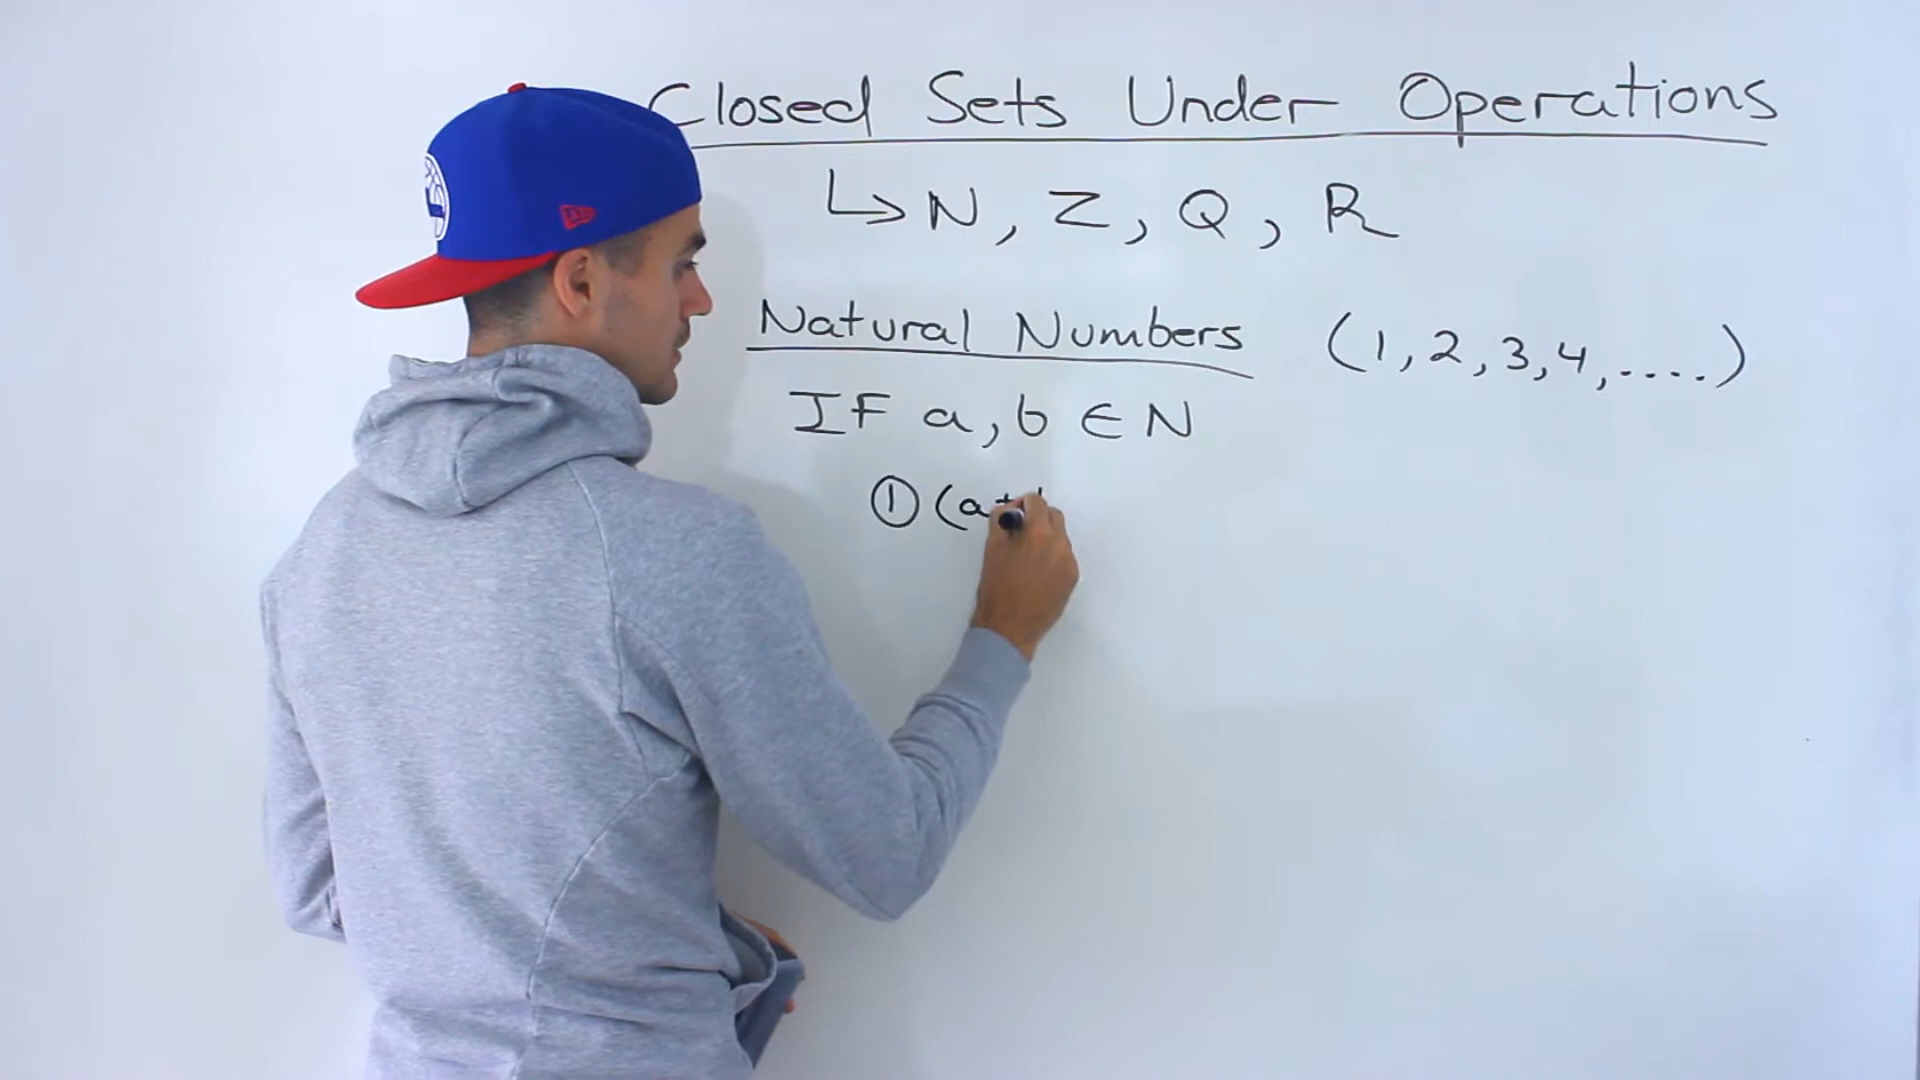 Closed Sets Under Operations
↳ N, Z, Q, R
Natural Numbers (1, 2, 3, 4, ....)
IF a, b ∈ N
① (a+